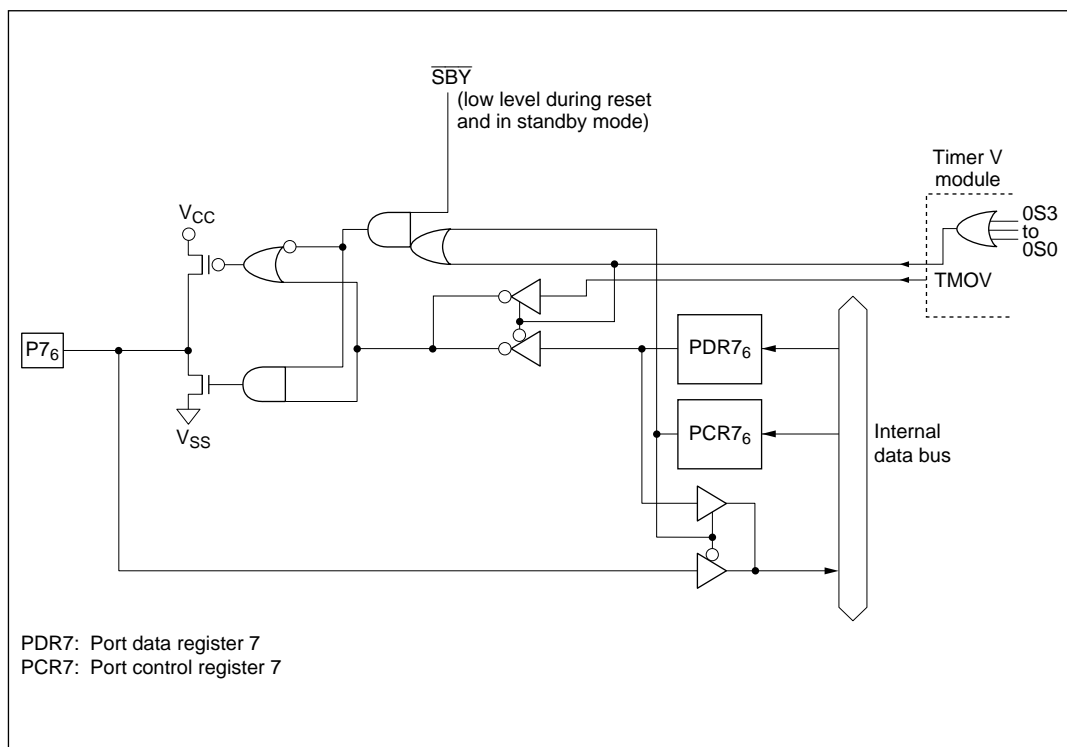 S̅B̅Y̅
(low level during reset
and in standby mode)
Timer V
module
0S3
to
0S0
TMOV
VCC
P76
VSS
PDR76
PCR76
Internal
data bus
PDR7: Port data register 7
PCR7: Port control register 7